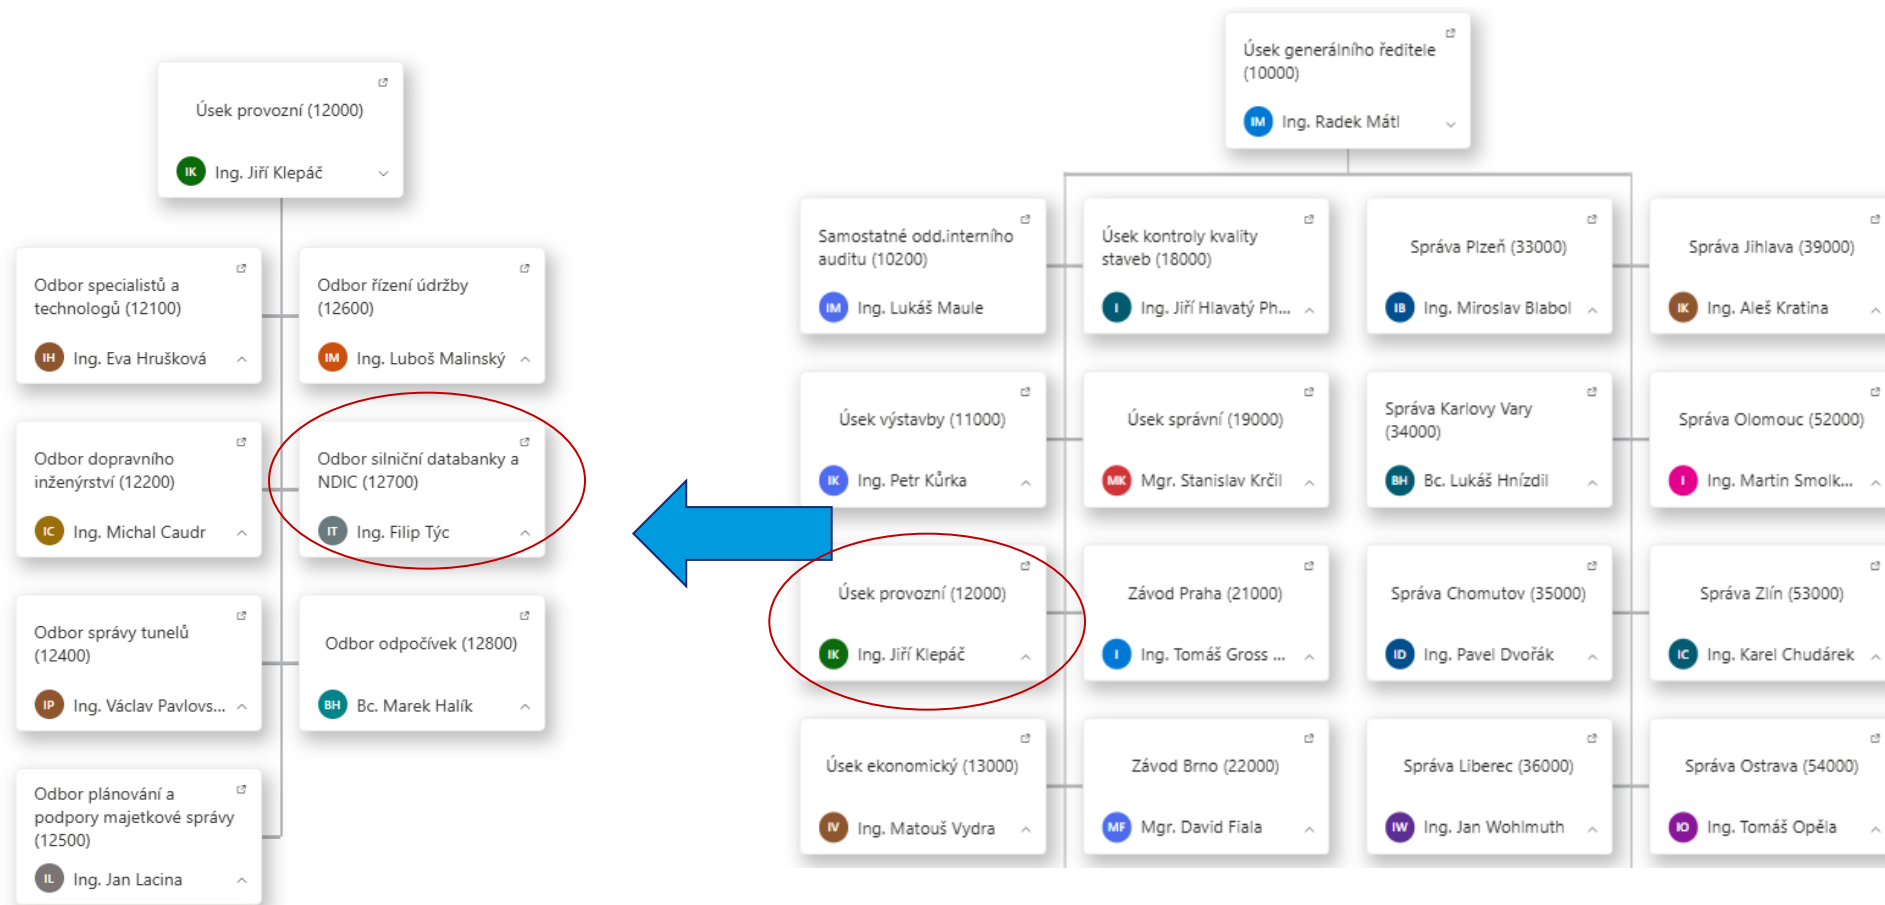 Úsek provozní (12000)
IK Ing. Jiří Klepáč
Odbor specialistů a
technologů (12100)
IH Ing. Eva Hrušková
Odbor řízení údržby
(12600)
IM Ing. Luboš Malinský
Odbor dopravního
inženýrství (12200)
IC Ing. Michal Caudr
Odbor silniční databanky a
NDIC (12700)
IT Ing. Filip Týc
Odbor správy tunelů
(12400)
IP Ing. Václav Pavlovs...
Odbor odpočívek (12800)
BH Bc. Marek Halík
Odbor plánování a
podpory majetkové správy
(12500)
IL Ing. Jan Lacina
Úsek generálního ředitele
(10000)
IM Ing. Radek Mátl
Samostatné odd.interního
auditu (10200)
IM Ing. Lukáš Maule
Úsek kontroly kvality
staveb (18000)
I Ing. Jiří Hlavatý Ph...
Správa Plzeň (33000)
IB Ing. Miroslav Blabol
Správa Jihlava (39000)
IK Ing. Aleš Kratina
Úsek výstavby (11000)
IK Ing. Petr Kůrka
Úsek správní (19000)
MK Mgr. Stanislav Krčil
Správa Karlovy Vary
(34000)
BH Bc. Lukáš Hnízdil
Správa Olomouc (52000)
I Ing. Martin Smolk...
Úsek provozní (12000)
IK Ing. Jiří Klepáč
Závod Praha (21000)
I Ing. Tomáš Gross ...
Správa Chomutov (35000)
ID Ing. Pavel Dvořák
Správa Zlín (53000)
IC Ing. Karel Chudárek
Úsek ekonomický (13000)
IV Ing. Matouš Vydra
Závod Brno (22000)
MF Mgr. David Fiala
Správa Liberec (36000)
IW Ing. Jan Wohlmuth
Správa Ostrava (54000)
IO Ing. Tomáš Opěla